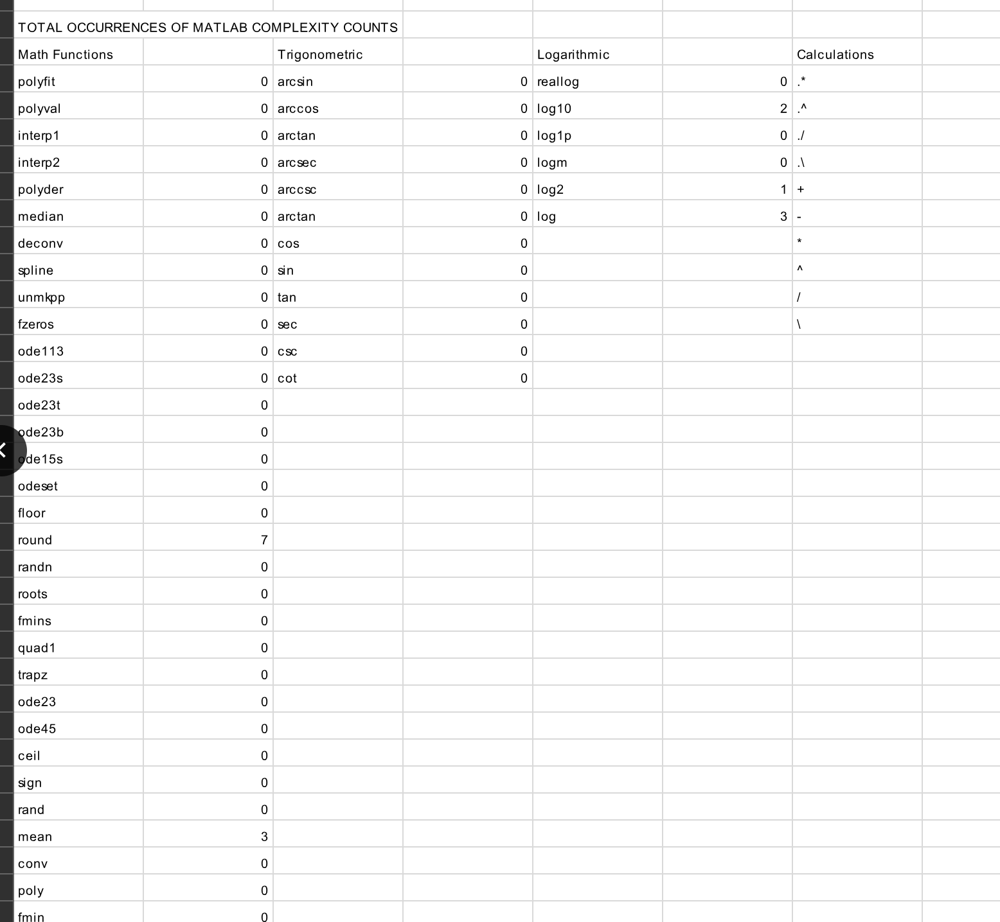 TOTAL OCCURRENCES OF MATLAB COMPLEXITY COUNTS
Math Functions Trigonometric Logarithmic Calculations
polyfit 0 arcsin 0 reallog 0 .*
polyval 0 arccos 0 log10 2 .^
interp1 0 arctan 0 log1p 0 ./
interp2 0 arcsec 0 logm 0 .\
polyder 0 arccsc 0 log2 1 +
median 0 arctan 0 log 3 -
deconv 0 cos 0 *
spline 0 sin 0 ^
unmkpp 0 tan 0 /
fzeros 0 sec 0 \
ode113 0 csc 0
ode23s 0 cot 0
ode23t 0
ode23b 0
ode15s 0
odeset 0
floor 0
round 7
randn 0
roots 0
fmins 0
quad1 0
trapz 0
ode23 0
ode45 0
ceil 0
sign 0
rand 0
mean 3
conv 0
poly 0
fmin 0